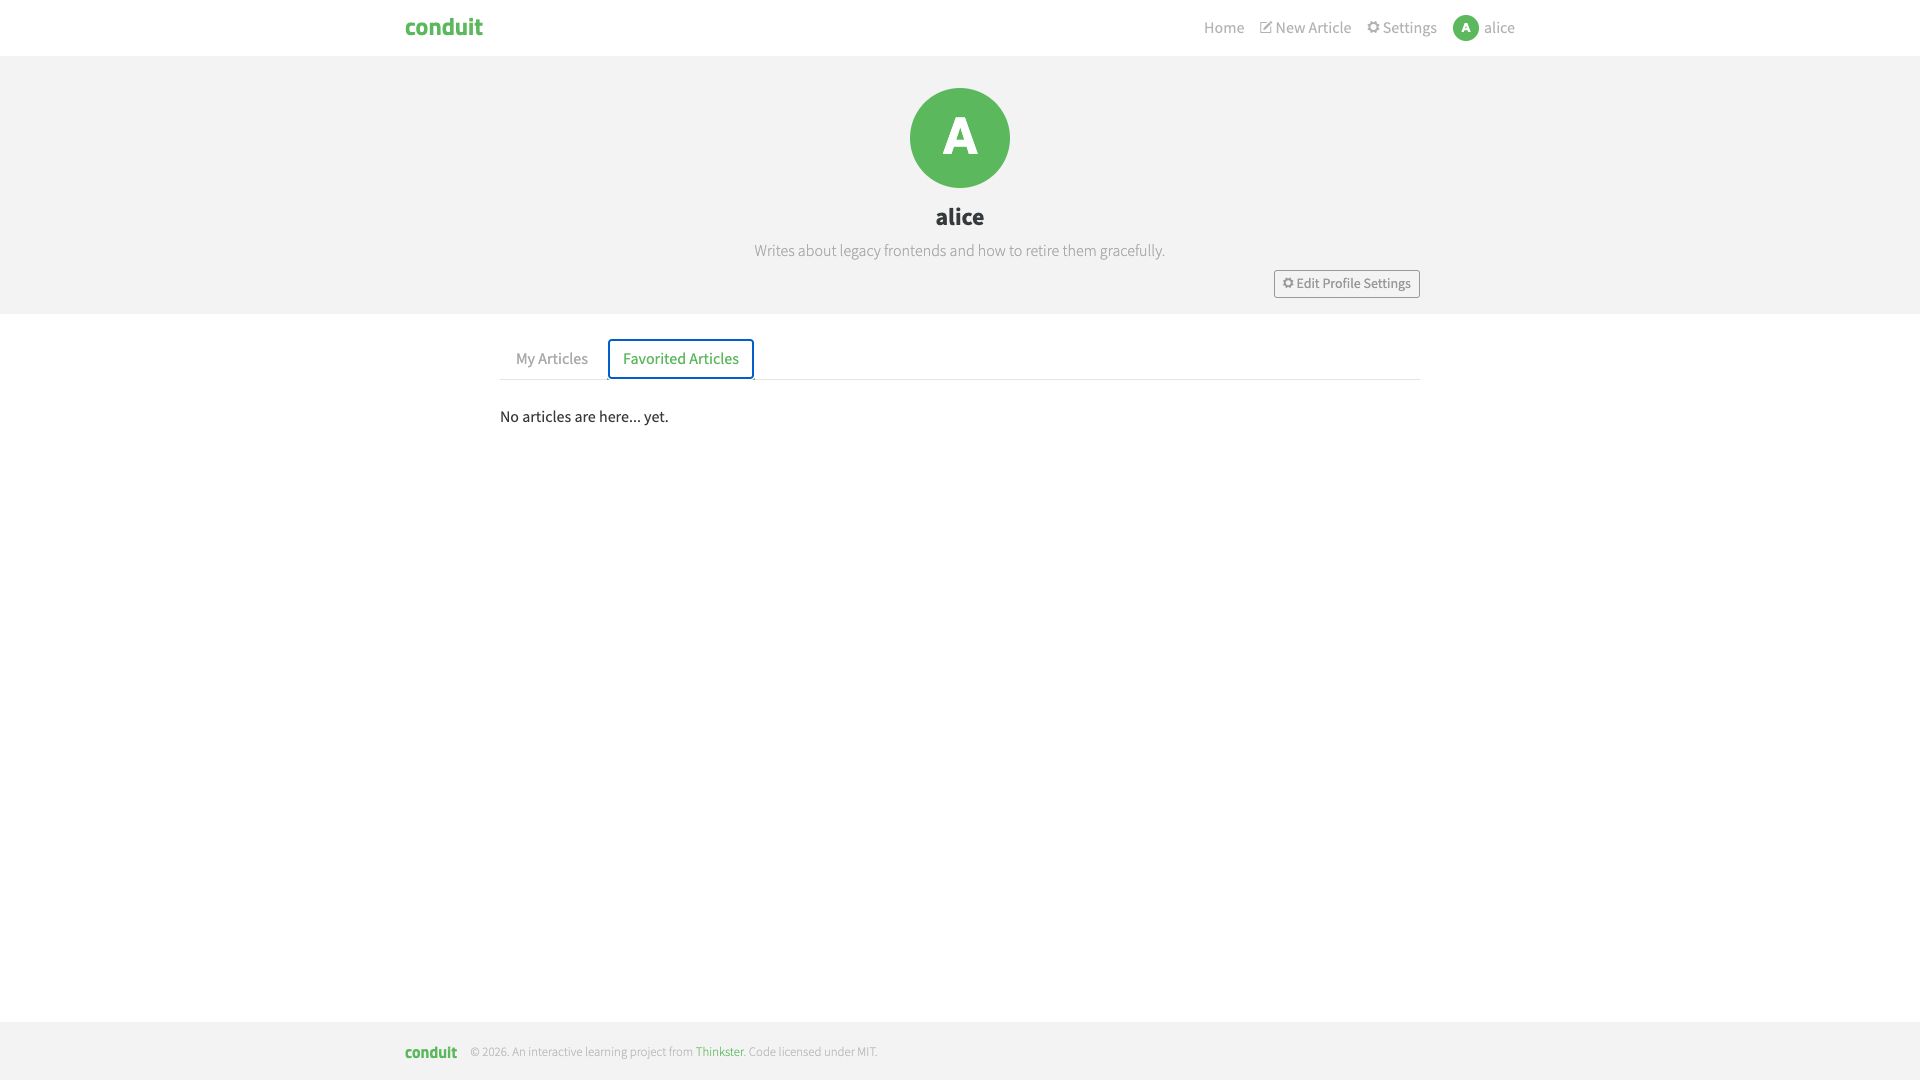 conduit
Home New Article Settings A alice
A
alice
Writes about legacy frontends and how to retire them gracefully.
Edit Profile Settings
My Articles Favorited Articles
No articles are here... yet.
conduit © 2026. An interactive learning project from Thinkster. Code licensed under MIT.